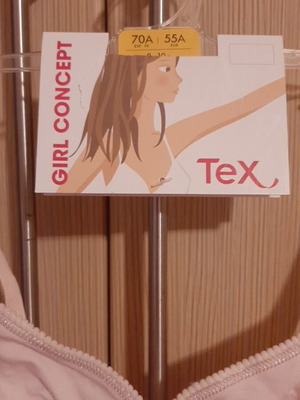 70A 55A
GIRL CONCEPT
TeX